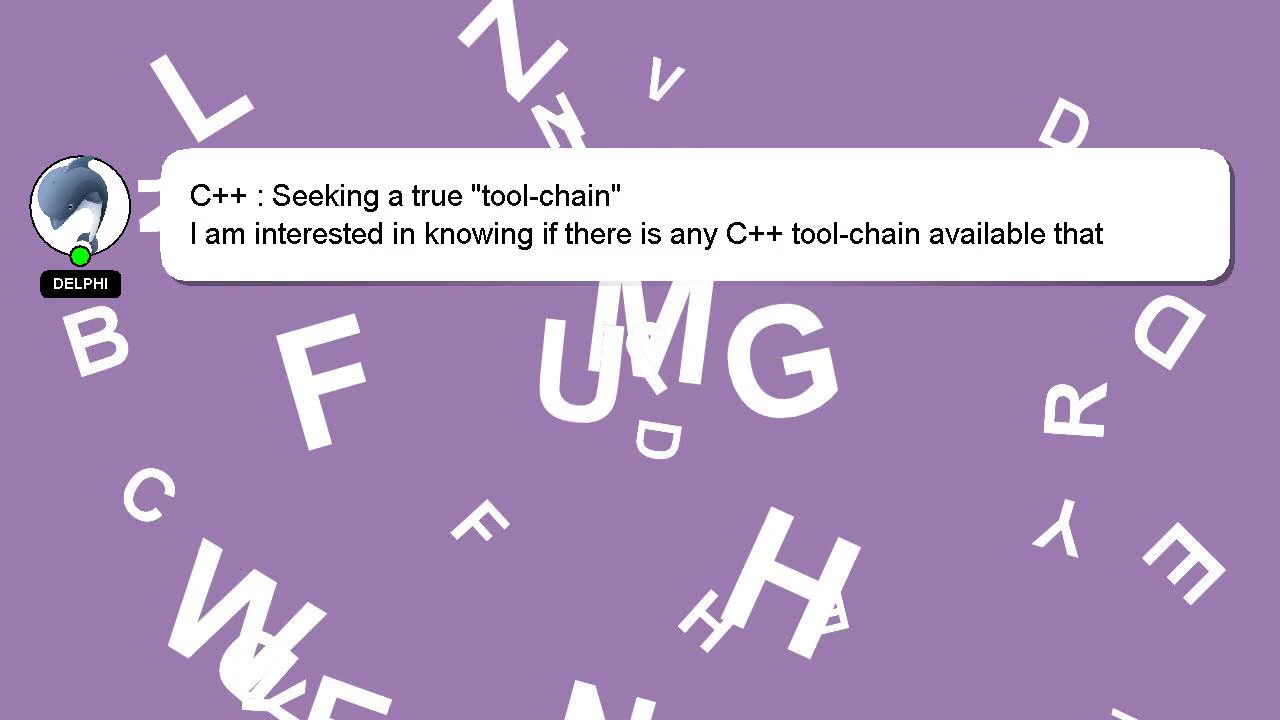 C++ : Seeking a true "tool-chain"
I am interested in knowing if there is any C++ tool-chain available that
DELPHI
L
N
V
N
D
B
F
U
M
G
D
R
D
C
F
H
Y
E
W
H
A